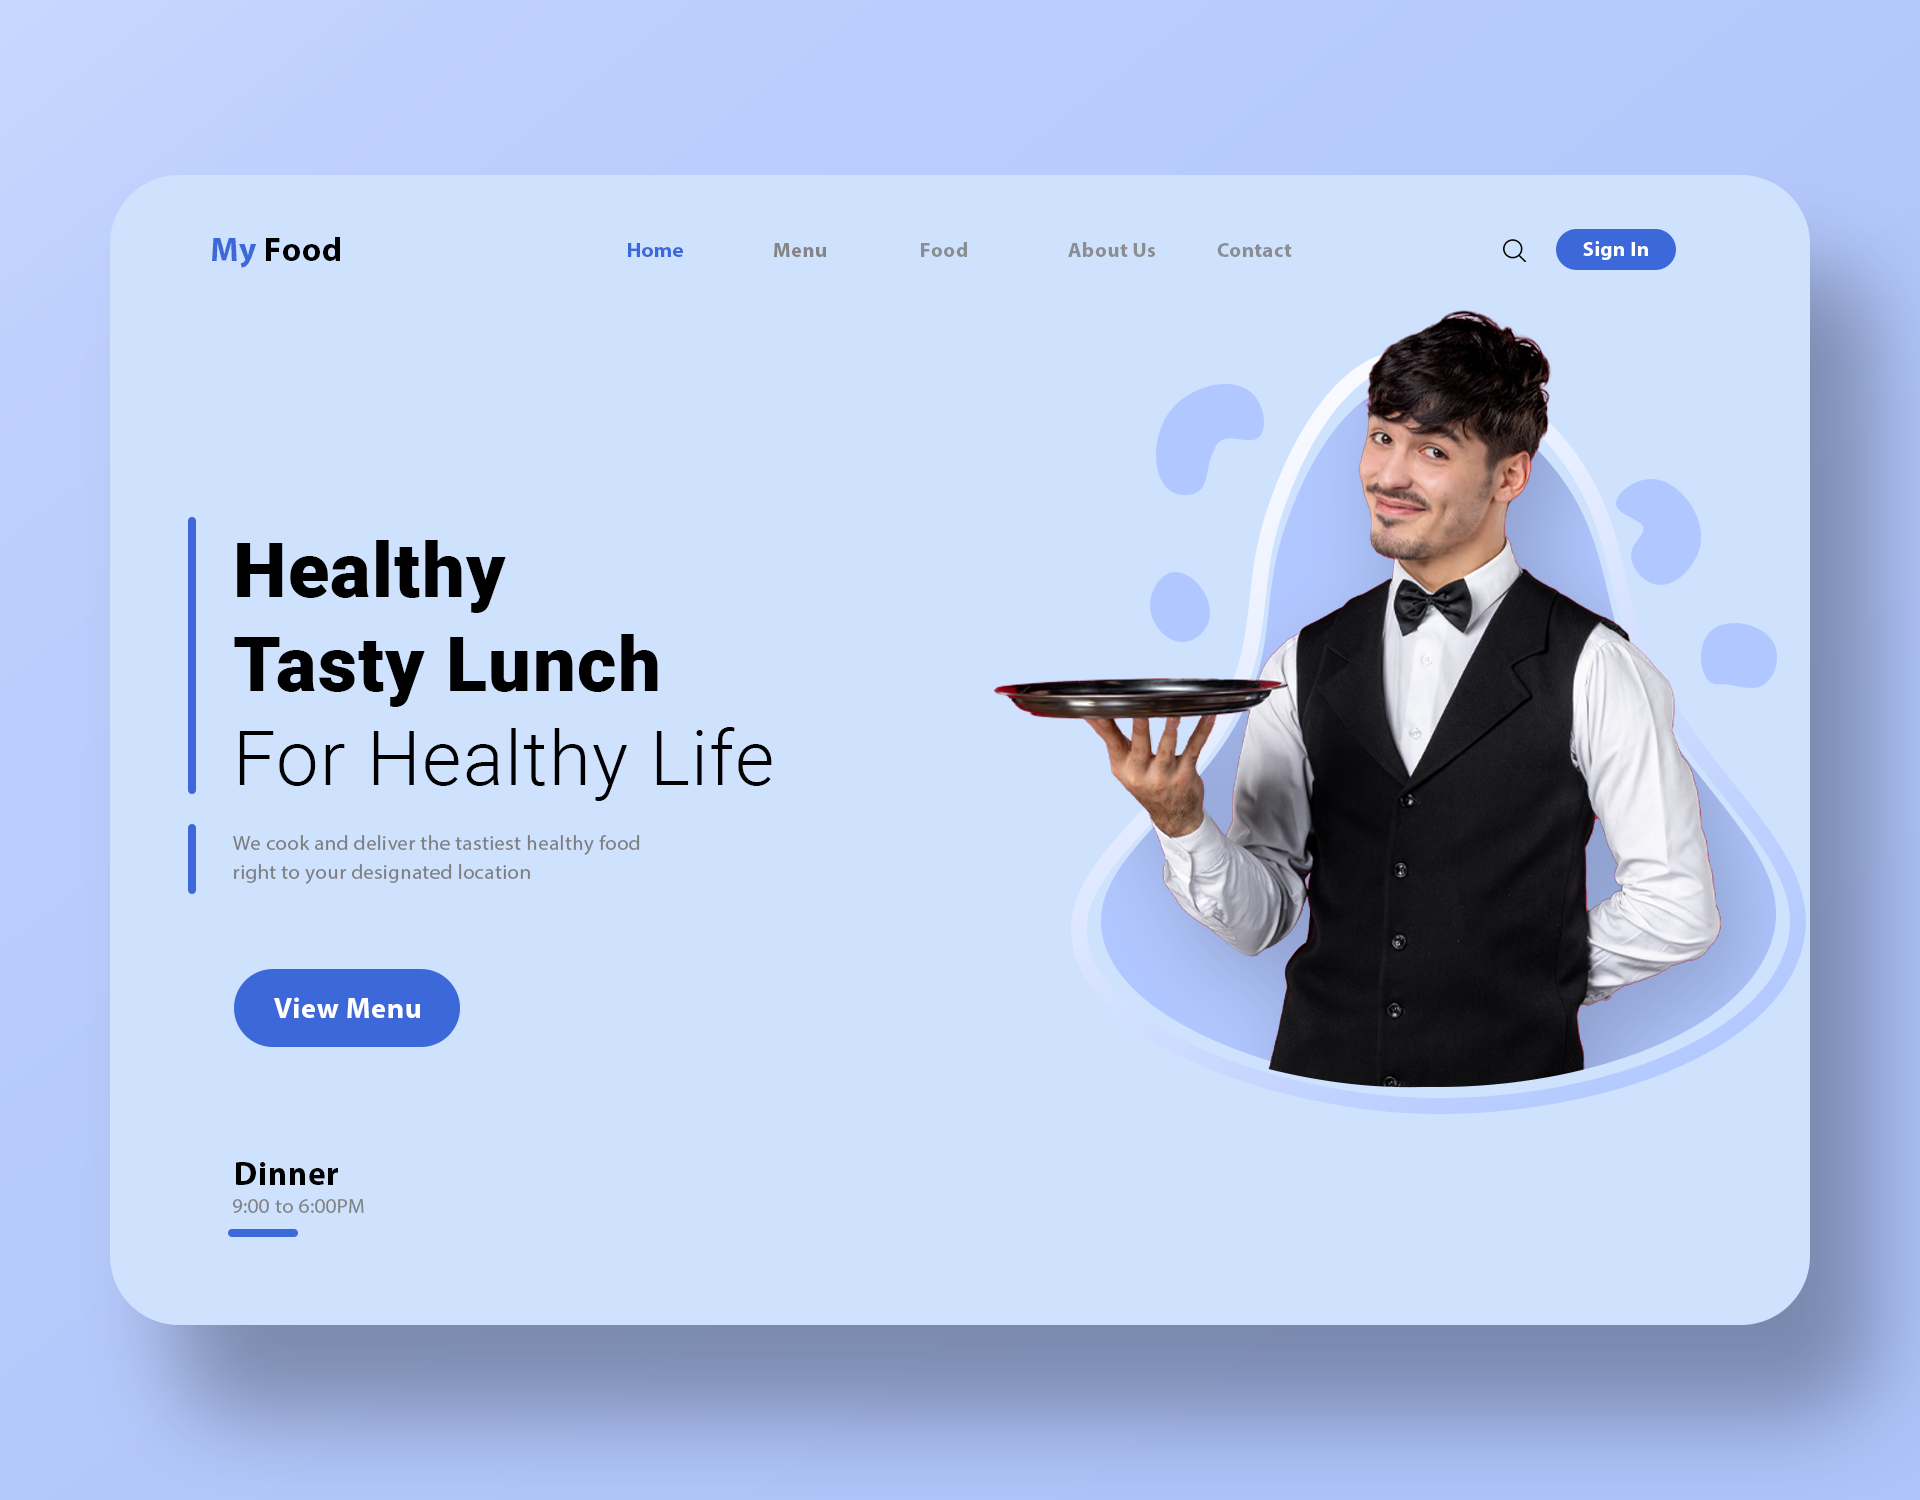 My Food
Home Menu Food About Us Contact
Sign In
Healthy
Tasty Lunch
For Healthy Life
We cook and deliver the tastiest healthy food
right to your designated location
View Menu
Dinner
9:00 to 6:00PM